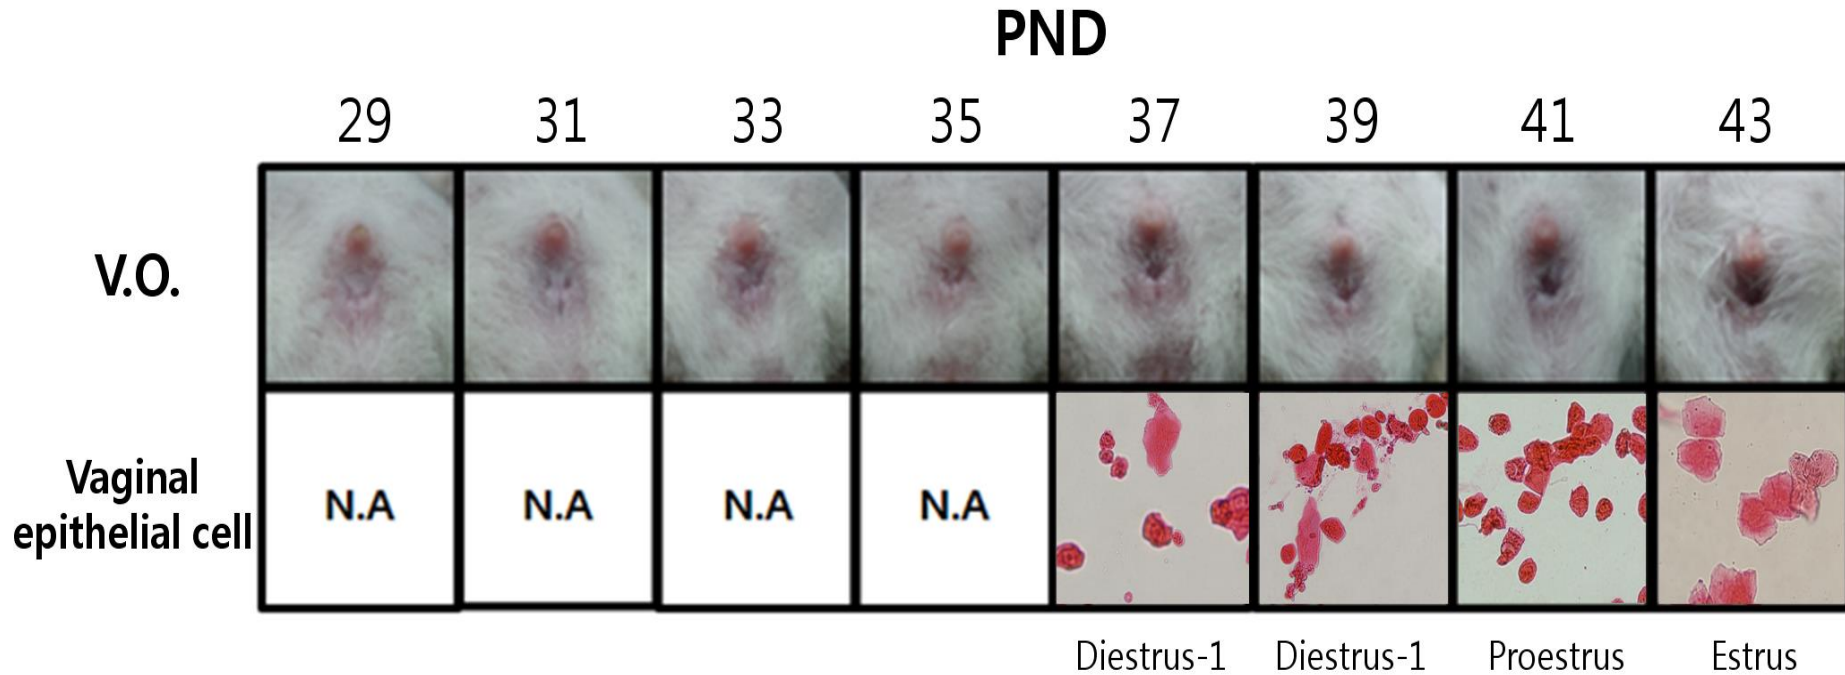 PND
29 31 33 35 37 39 41 43
V.O.
Vaginal
epithelial cell
N.A N.A N.A N.A
Diestrus-1 Diestrus-1 Proestrus Estrus